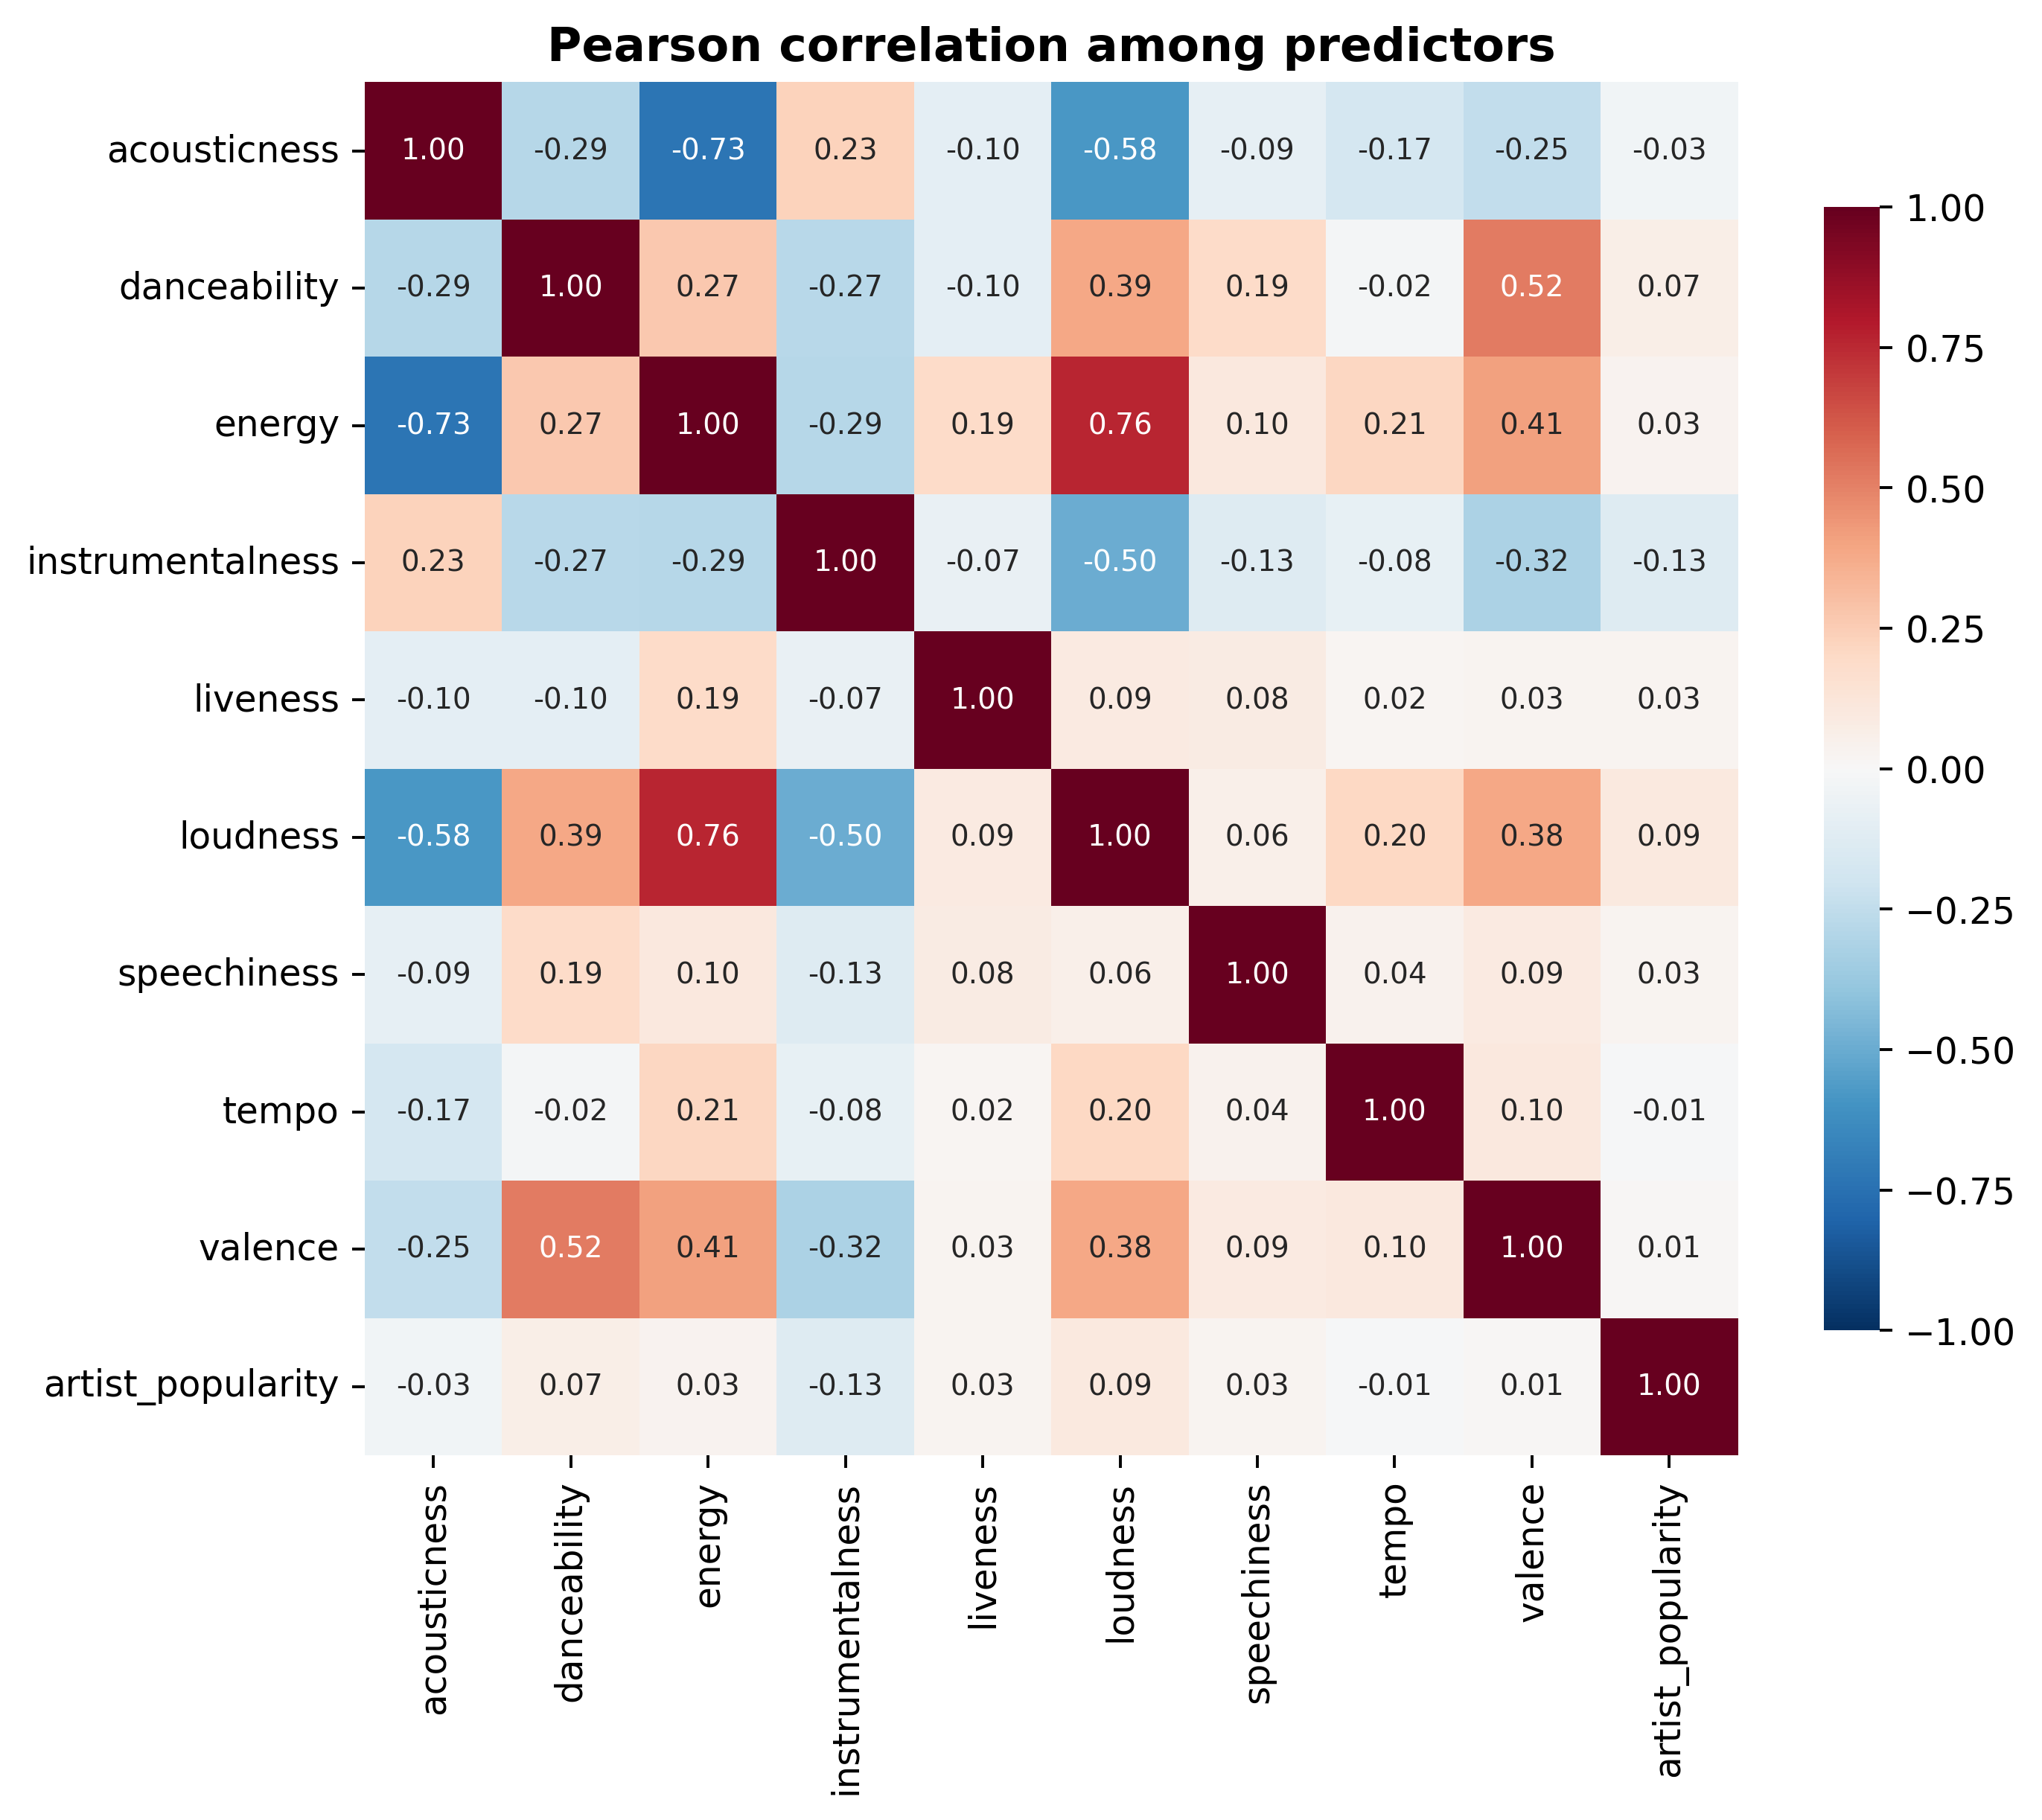 Pearson correlation among predictors
acousticness 1.00 -0.29 -0.73 0.23 -0.10 -0.58 -0.09 -0.17 -0.25 -0.03
danceability -0.29 1.00 0.27 -0.27 -0.10 0.39 0.19 -0.02 0.52 0.07
energy -0.73 0.27 1.00 -0.29 0.19 0.76 0.10 0.21 0.41 0.03
instrumentalness 0.23 -0.27 -0.29 1.00 -0.07 -0.50 -0.13 -0.08 -0.32 -0.13
liveness -0.10 -0.10 0.19 -0.07 1.00 0.09 0.08 0.02 0.03 0.03
loudness -0.58 0.39 0.76 -0.50 0.09 1.00 0.06 0.20 0.38 0.09
speechiness -0.09 0.19 0.10 -0.13 0.08 0.06 1.00 0.04 0.09 0.03
tempo -0.17 -0.02 0.21 -0.08 0.02 0.20 0.04 1.00 0.10 -0.01
valence -0.25 0.52 0.41 -0.32 0.03 0.38 0.09 0.10 1.00 0.01
artist_popularity -0.03 0.07 0.03 -0.13 0.03 0.09 0.03 -0.01 0.01 1.00
acousticness
danceability
energy
instrumentalness
liveness
loudness
speechiness
tempo
valence
artist_popularity
1.00
0.75
0.50
0.25
0.00
−0.25
−0.50
−0.75
−1.00